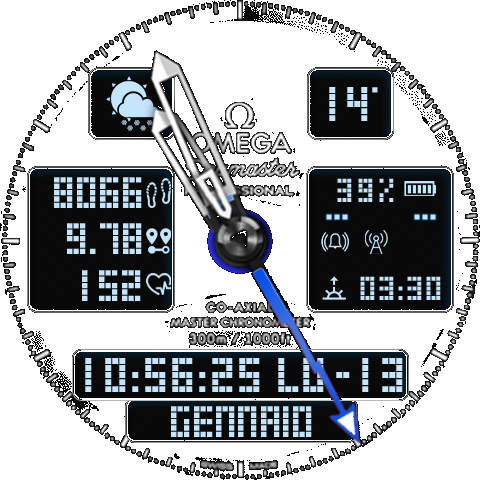 14°
Ω
OMEGA
8066
39%
9.78
152
03:30
CO-AXIAL
MASTER CHRONOMETER
300m / 1000ft
10:56:25 LU-13
GENNAIO